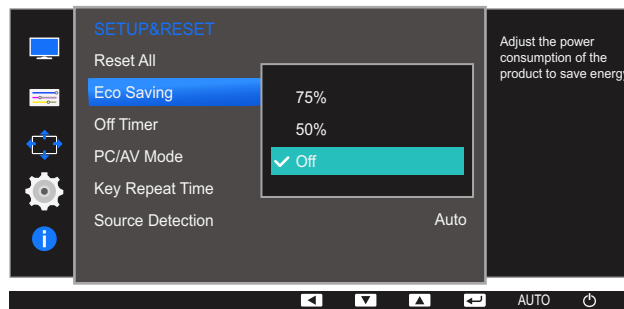 SETUP&RESET
Reset All
Eco Saving
Off Timer
PC/AV Mode
Key Repeat Time
Source Detection
Auto
75%
50%
Off
Adjust the power
consumption of the
product to save energy
AUTO